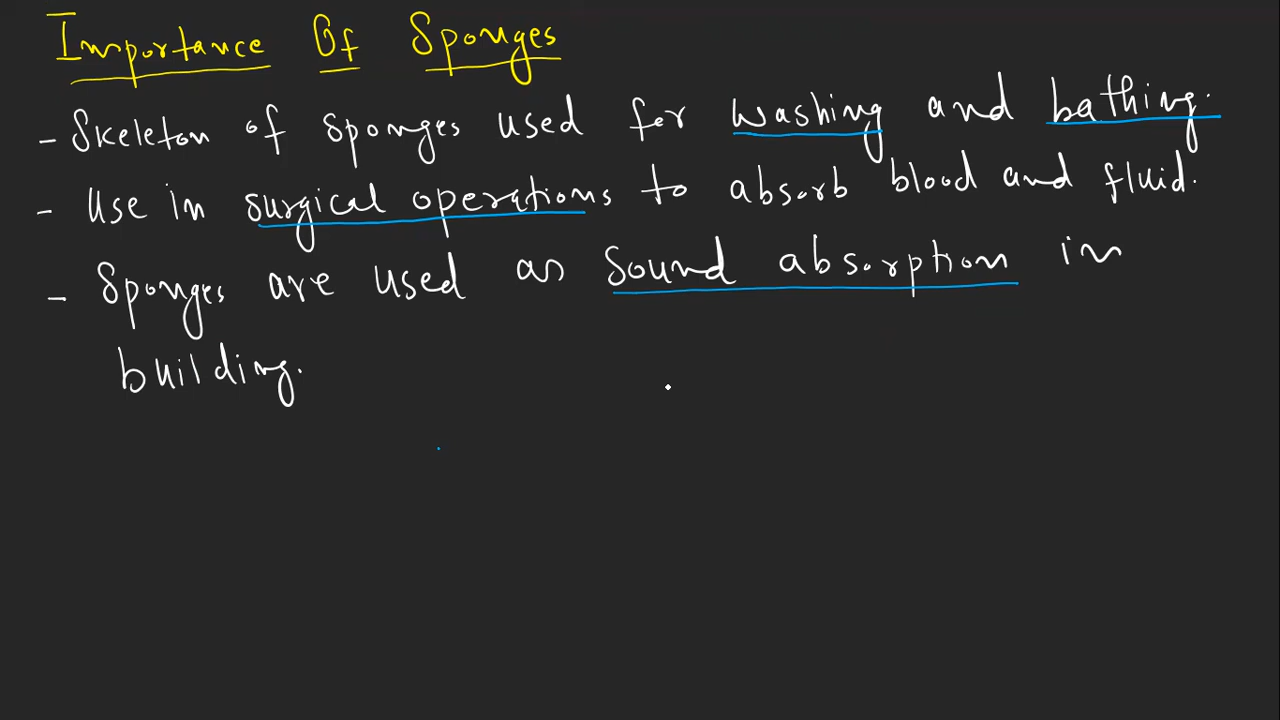 Importance Of Sponges
- Skeleton of sponges used for washing and bathing.
- Use in surgical operations to absorb blood and fluid.
- Sponges are used as sound absorption in
building.